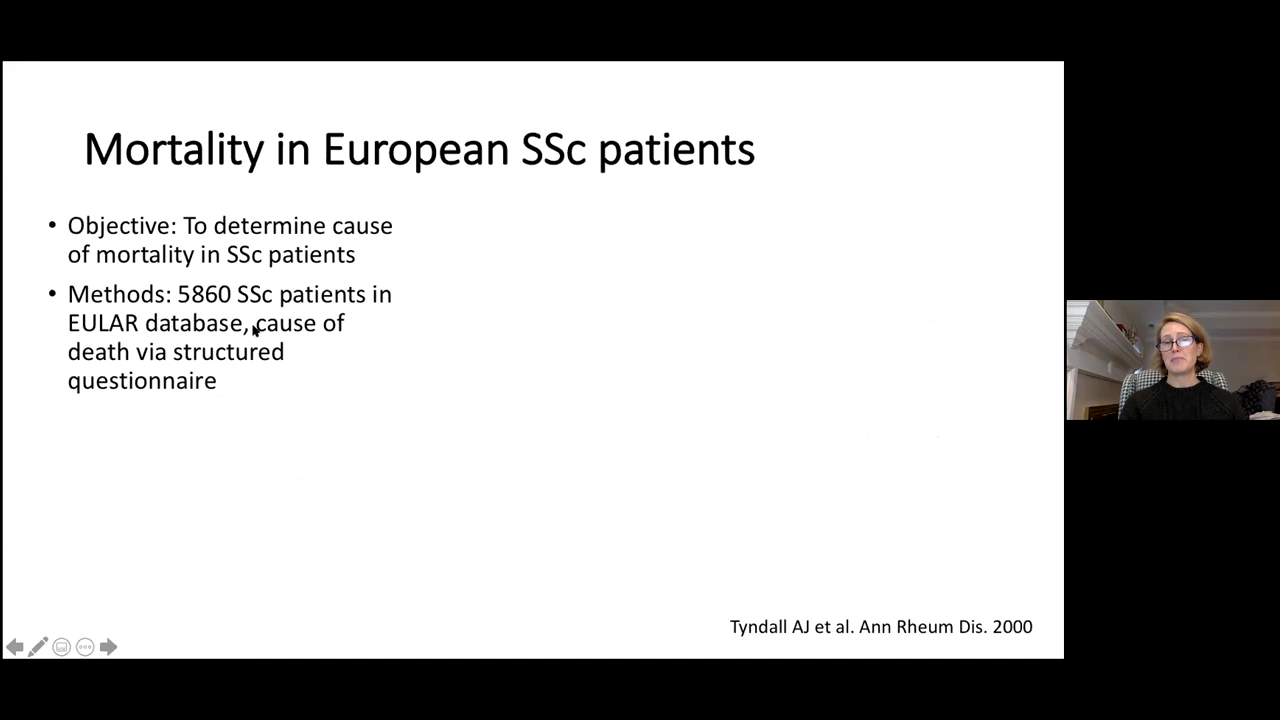 Mortality in European SSc patients
• Objective: To determine cause
of mortality in SSc patients
• Methods: 5860 SSc patients in
EULAR database, cause of
death via structured
questionnaire
Tyndall AJ et al. Ann Rheum Dis. 2000